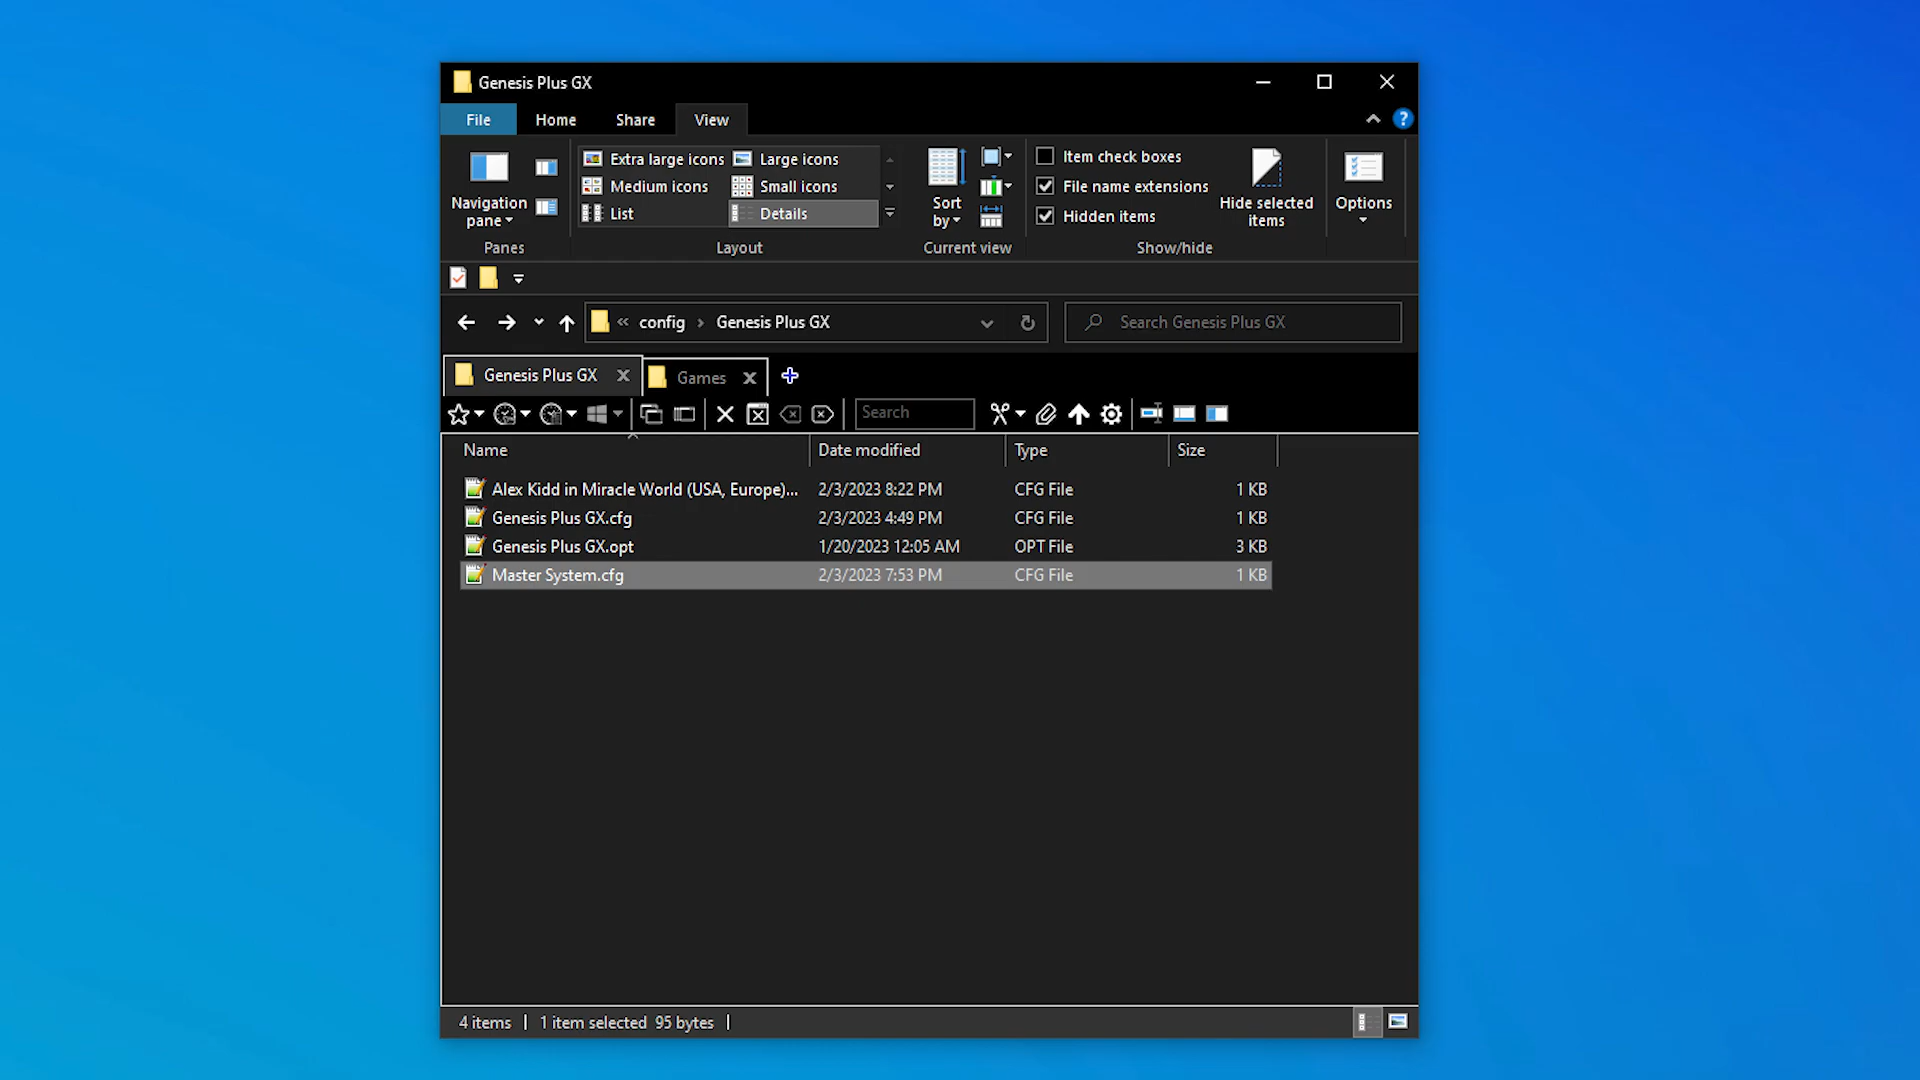 Genesis Plus GX
File Home Share View
Extra large icons Large icons
Medium icons Small icons
List Details
Navigation pane
Sort by
Item check boxes
File name extensions
Hidden items
Hide selected items
Options
Panes Layout Current view Show/hide
« config › Genesis Plus GX
Search Genesis Plus GX
Genesis Plus GX Games
Search
Name Date modified Type Size
Alex Kidd in Miracle World (USA, Europe)... 2/3/2023 8:22 PM CFG File 1 KB
Genesis Plus GX.cfg 2/3/2023 4:49 PM CFG File 1 KB
Genesis Plus GX.opt 1/20/2023 12:05 AM OPT File 3 KB
Master System.cfg 2/3/2023 7:53 PM CFG File 1 KB
4 items 1 item selected 95 bytes